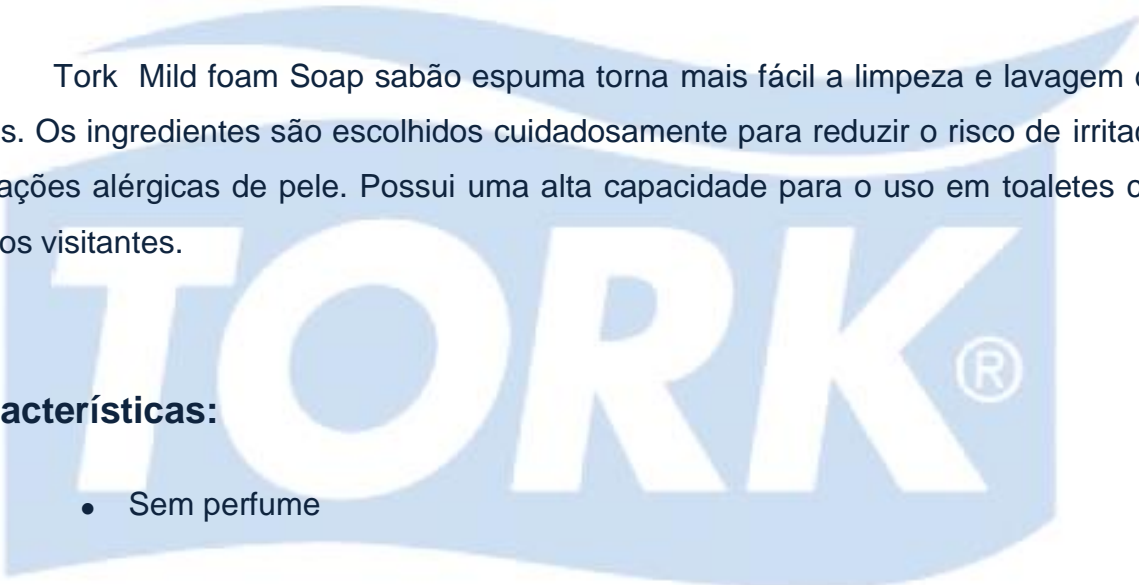 Tork Mild foam Soap sabão espuma torna mais fácil a limpeza e lavagem
s. Os ingredientes são escolhidos cuidadosamente para reduzir o risco de irrita
ações alérgicas de pele. Possui uma alta capacidade para o uso em toaletes
os visitantes.
TORK®
acterísticas:
• Sem perfume